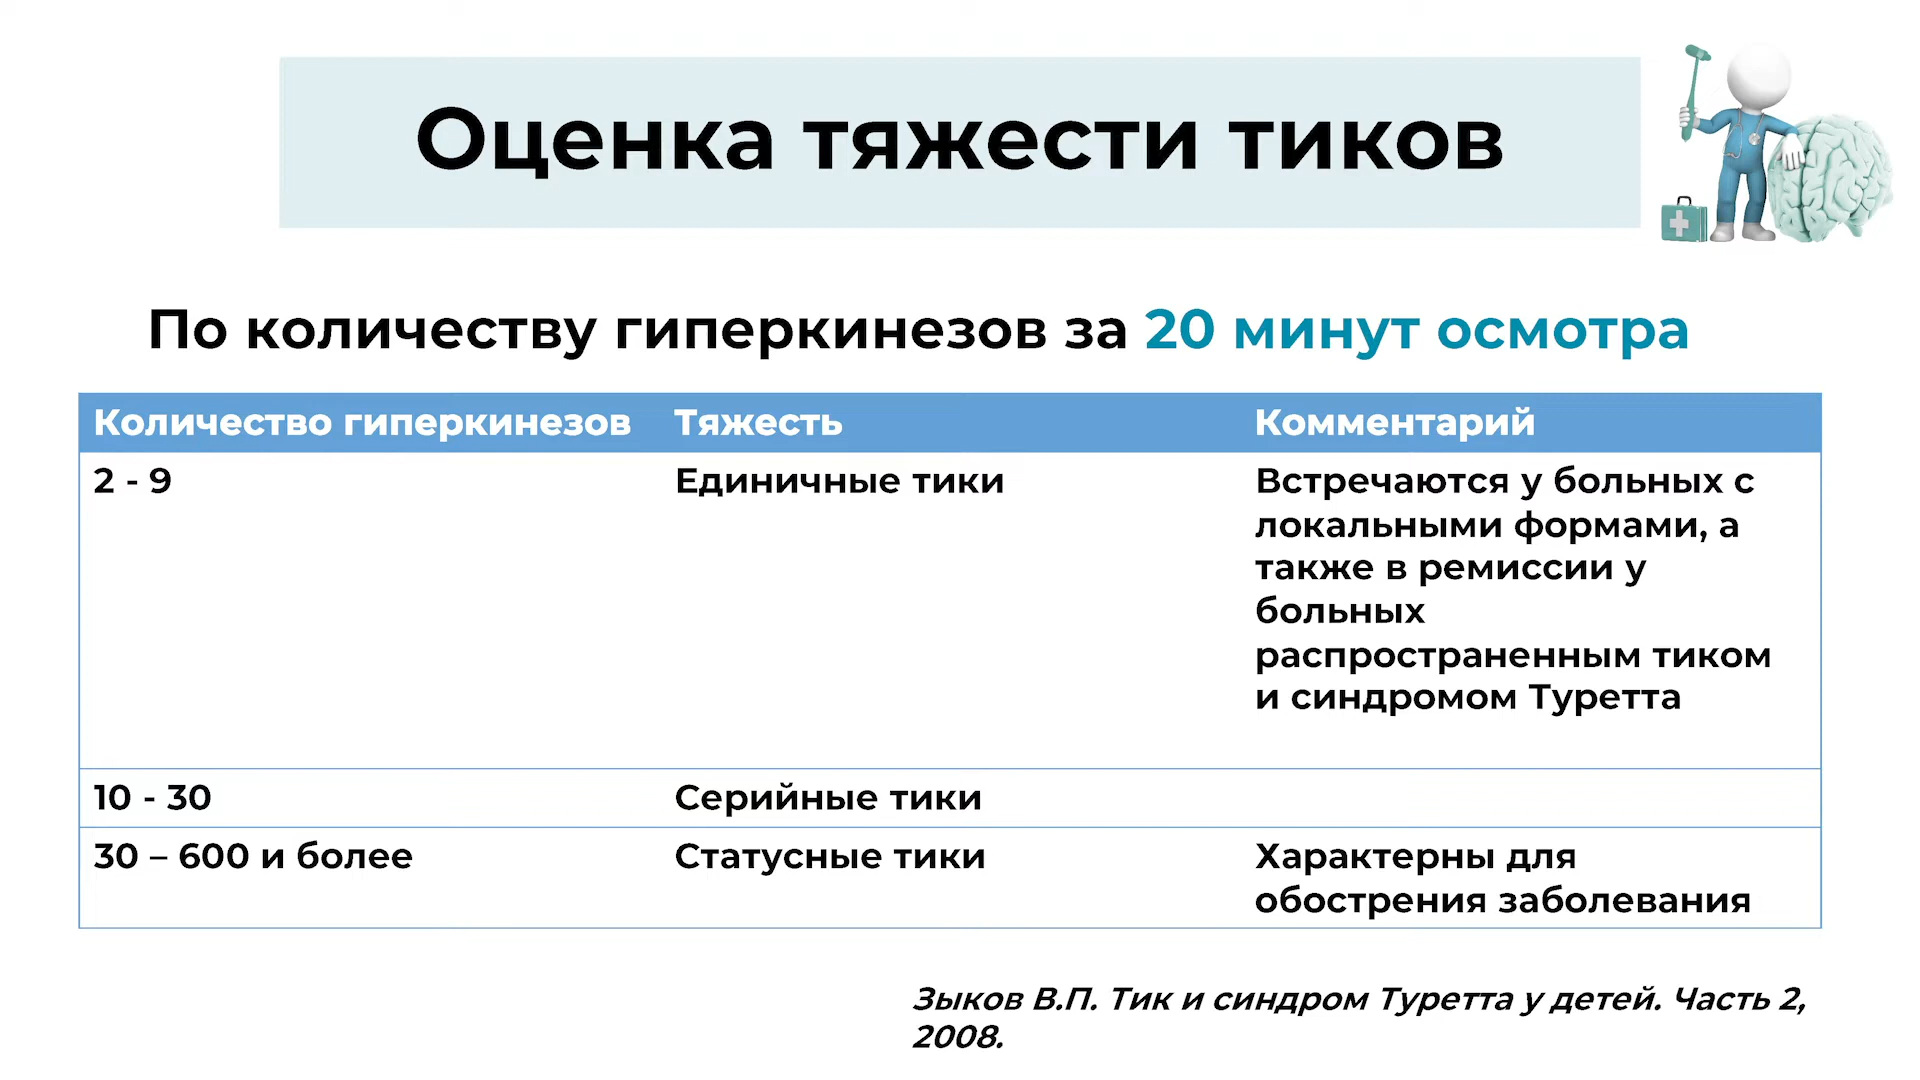 Оценка тяжести тиков
По количеству гиперкинезов за 20 минут осмотра
Количество гиперкинезов Тяжесть Комментарий
2 - 9 Единичные тики Встречаются у больных с
локальными формами, а
также в ремиссии у
больных
распространенным тиком
и синдромом Туретта
10 - 30 Серийные тики
30 – 600 и более Статусные тики Характерны для
обострения заболевания
Зыков В.П. Тик и синдром Туретта у детей. Часть 2,
2008.